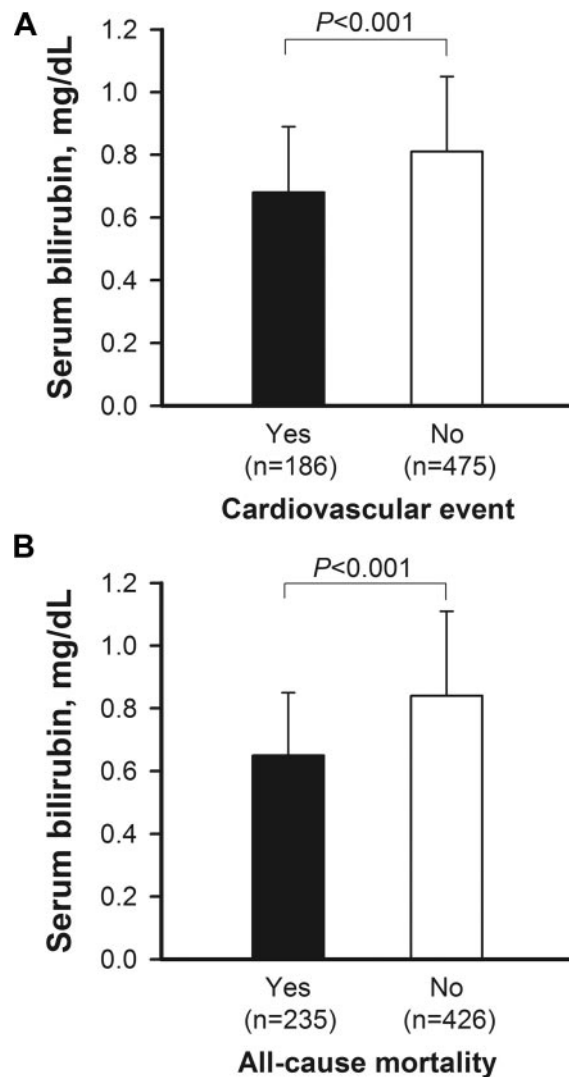 A
P<0.001
Serum bilirubin, mg/dL
1.2
1.0
0.8
0.6
0.4
0.2
0.0
Yes No
(n=186) (n=475)
Cardiovascular event
B
P<0.001
Serum bilirubin, mg/dL
1.2
1.0
0.8
0.6
0.4
0.2
0.0
Yes No
(n=235) (n=426)
All-cause mortality